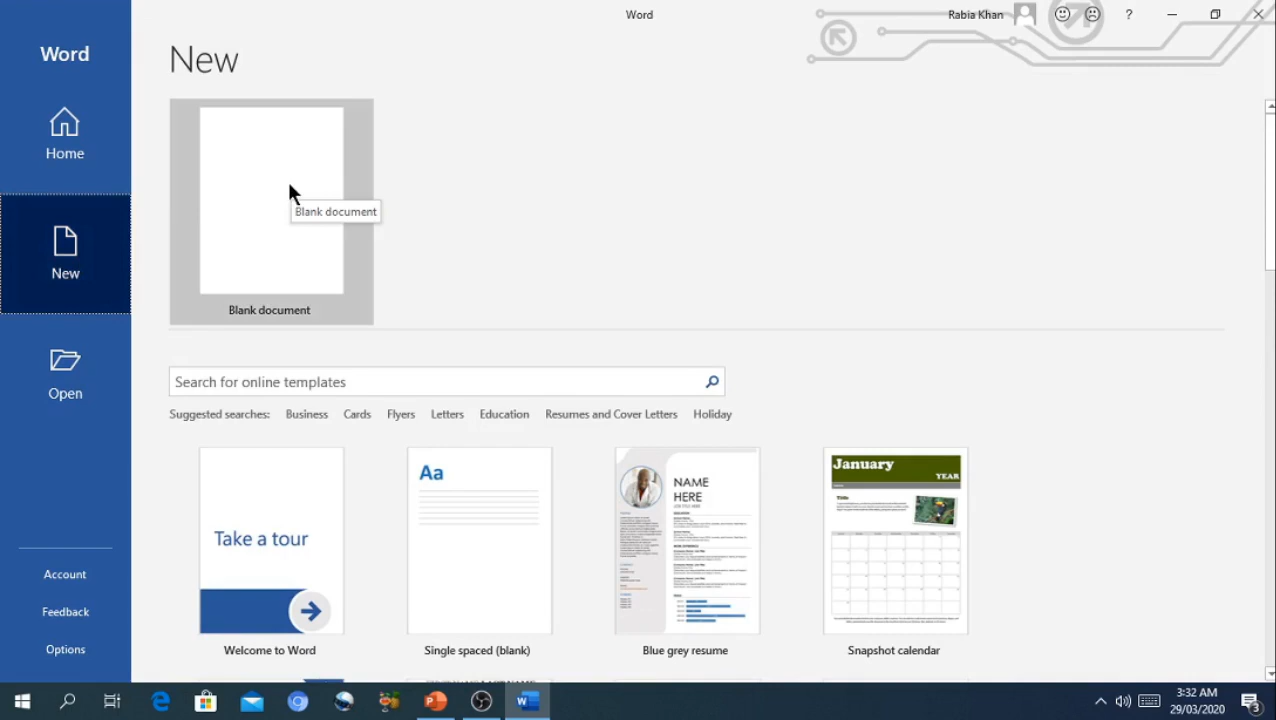 Word
Rabia Khan
?
Word
Home
New
Open
Account
Feedback
Options
New
Blank document
Blank document
Search for online templates
Suggested searches: Business Cards Flyers Letters Education Resumes and Cover Letters Holiday
Take a tour
Welcome to Word
Aa
Single spaced (blank)
NAME
HERE
Blue grey resume
January
YEAR
Title
Snapshot calendar
3:32 AM
29/03/2020
3